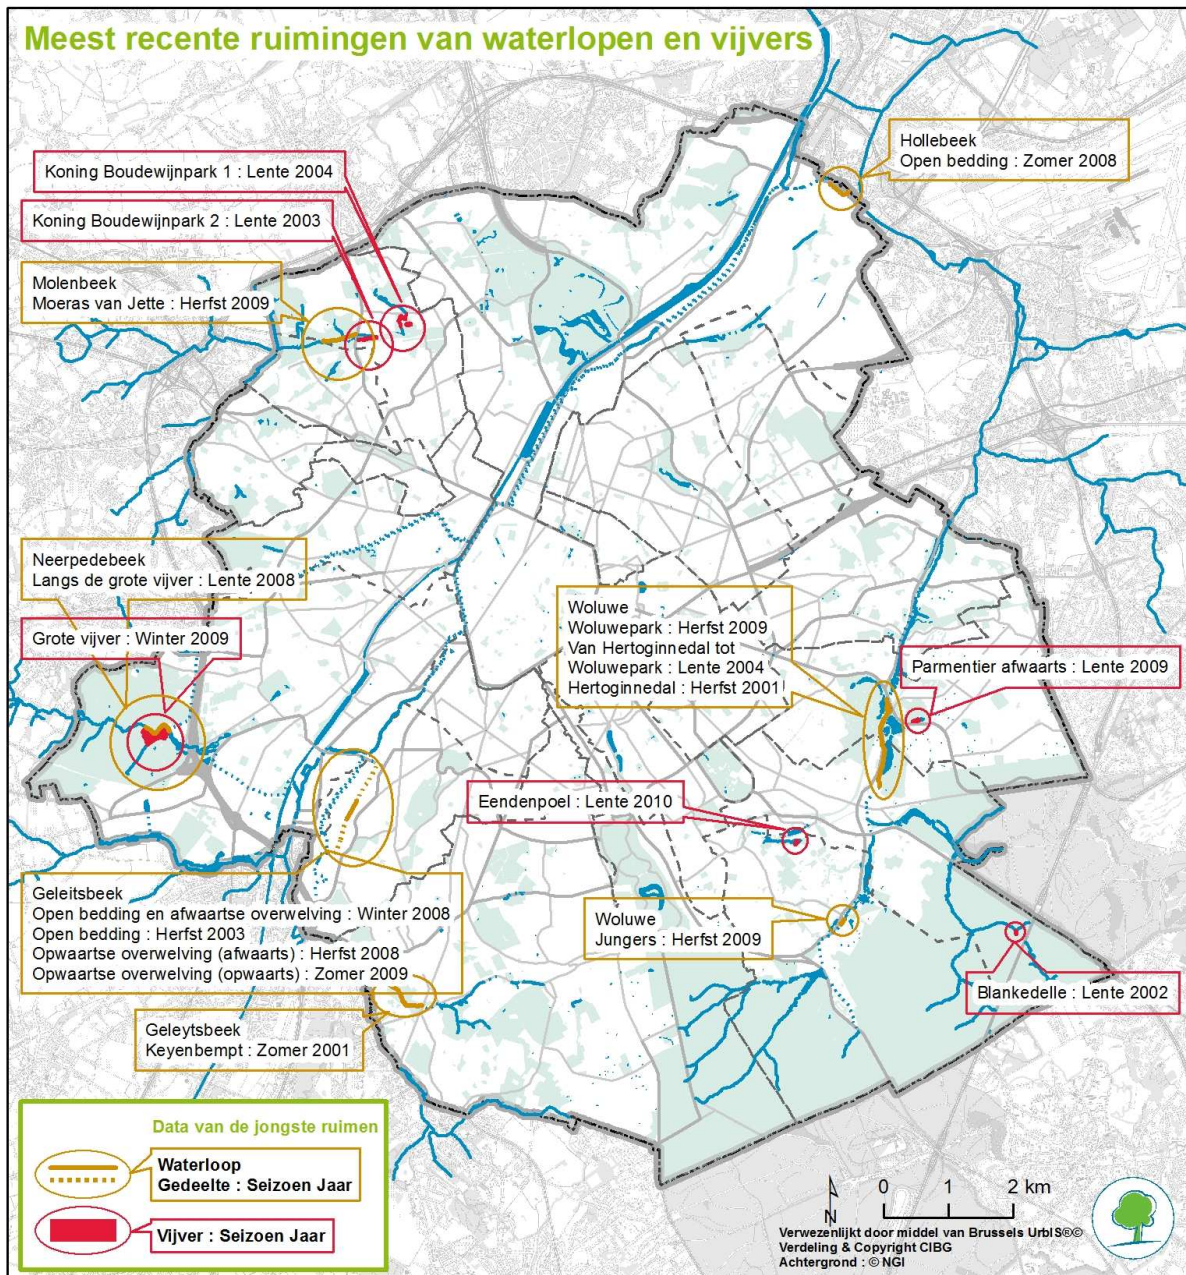 Meest recente ruimingen van waterlopen en vijvers
Hollebeek
Open bedding : Zomer 2008
Koning Boudewijnpark 1 : Lente 2004
Koning Boudewijnpark 2 : Lente 2003
Molenbeek
Moeras van Jette : Herfst 2009
Neerpedebeek
Langs de grote vijver : Lente 2008
Grote vijver : Winter 2009
Woluwe
Woluwepark : Herfst 2009
Van Hertoginnedal tot
Woluwepark : Lente 2004
Hertoginnedal : Herfst 2001
Parmentier afwaarts : Lente 2009
Eendenpoel : Lente 2010
Geleitsbeek
Open bedding en afwaartse overwelving : Winter 2008
Open bedding : Herfst 2003
Opwaartse overwelving (afwaarts) : Herfst 2008
Opwaartse overwelving (opwaarts) : Zomer 2009
Woluwe
Jungers : Herfst 2009
Blankedelle : Lente 2002
Geleytsbeek
Keyenbempt : Zomer 2001
Data van de jongste ruimen
Waterloop
Gedeelte : Seizoen Jaar
Vijver : Seizoen Jaar
N
0 1 2 km
Verwezenlijkt door middel van Brussels UrbIS®©
Verdeling & Copyright CIBG
Achtergrond : © NGI